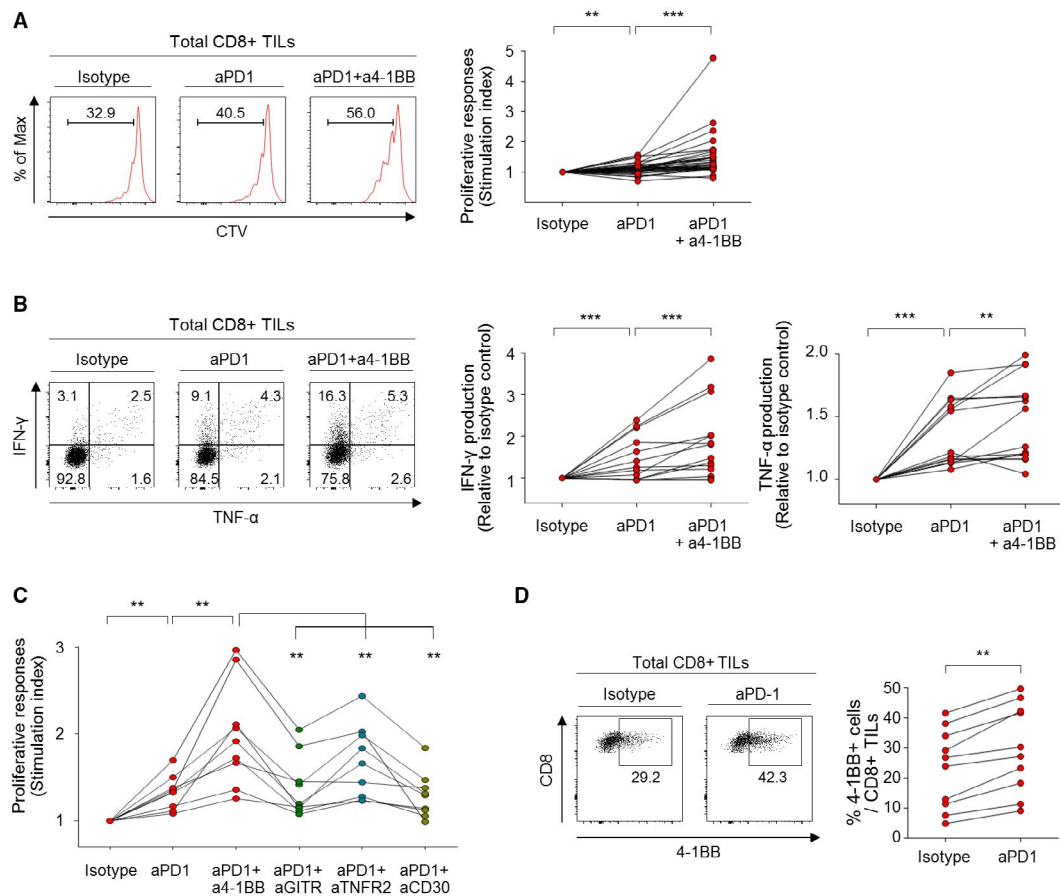 A
Total CD8+ TILs
Isotype
aPD1
aPD1+a4-1BB
32.9
40.5
56.0
% of Max
CTV
** ***
Proliferative responses
(Stimulation index)
5
4
3
2
1
Isotype
aPD1
aPD1
+ a4-1BB
B
Total CD8+ TILs
Isotype
aPD1
aPD1+a4-1BB
3.1 2.5
92.8 1.6
9.1 4.3
84.5 2.1
16.3 5.3
75.8 2.6
IFN-γ
TNF-α
*** ***
IFN-γ production
(Relative to isotype control)
4
3
2
1
Isotype
aPD1
aPD1
+ a4-1BB
*** **
TNF-α production
(Relative to isotype control)
2.0
1.5
1.0
Isotype
aPD1
aPD1
+ a4-1BB
C
** **
** ** **
Proliferative responses
(Stimulation index)
3
2
1
Isotype
aPD1
aPD1+
a4-1BB
aPD1+
aGITR
aPD1+
aTNFR2
aPD1+
aCD30
D
Total CD8+ TILs
Isotype
aPD-1
29.2
42.3
CD8
4-1BB
**
% 4-1BB+ cells
/ CD8+ TILs
50
40
30
20
10
0
Isotype
aPD1